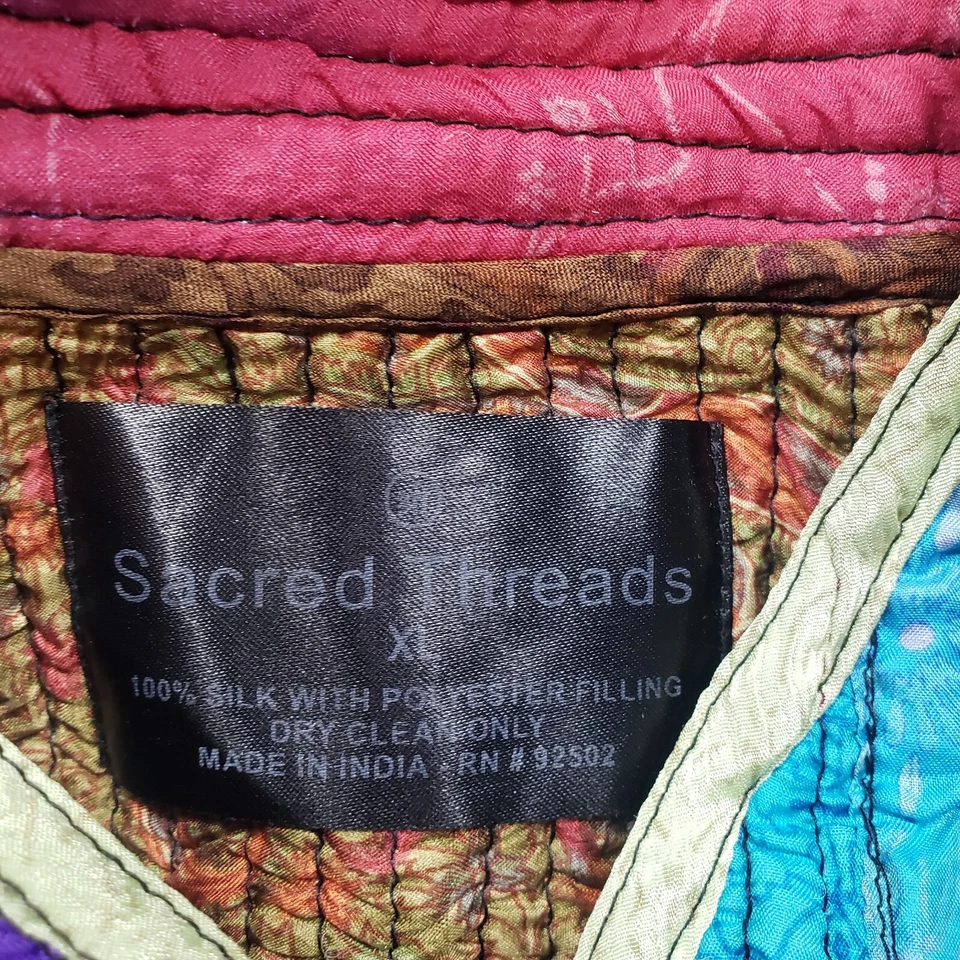 Sacred Threads
XL
100% SILK WITH POLYESTER FILLING
DRY CLEAN ONLY
MADE IN INDIA RN # 92502